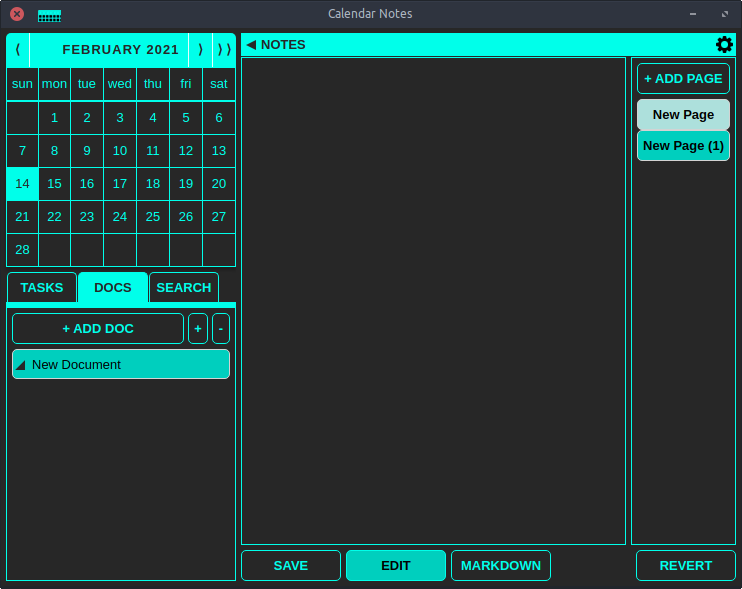 Calendar Notes
⟨ FEBRUARY 2021 ⟩ ⟩⟩
sun mon tue wed thu fri sat
1 2 3 4 5 6
7 8 9 10 11 12 13
14 15 16 17 18 19 20
21 22 23 24 25 26 27
28
TASKS DOCS SEARCH
+ ADD DOC + -
New Document
NOTES
+ ADD PAGE
New Page
New Page (1)
SAVE EDIT MARKDOWN REVERT